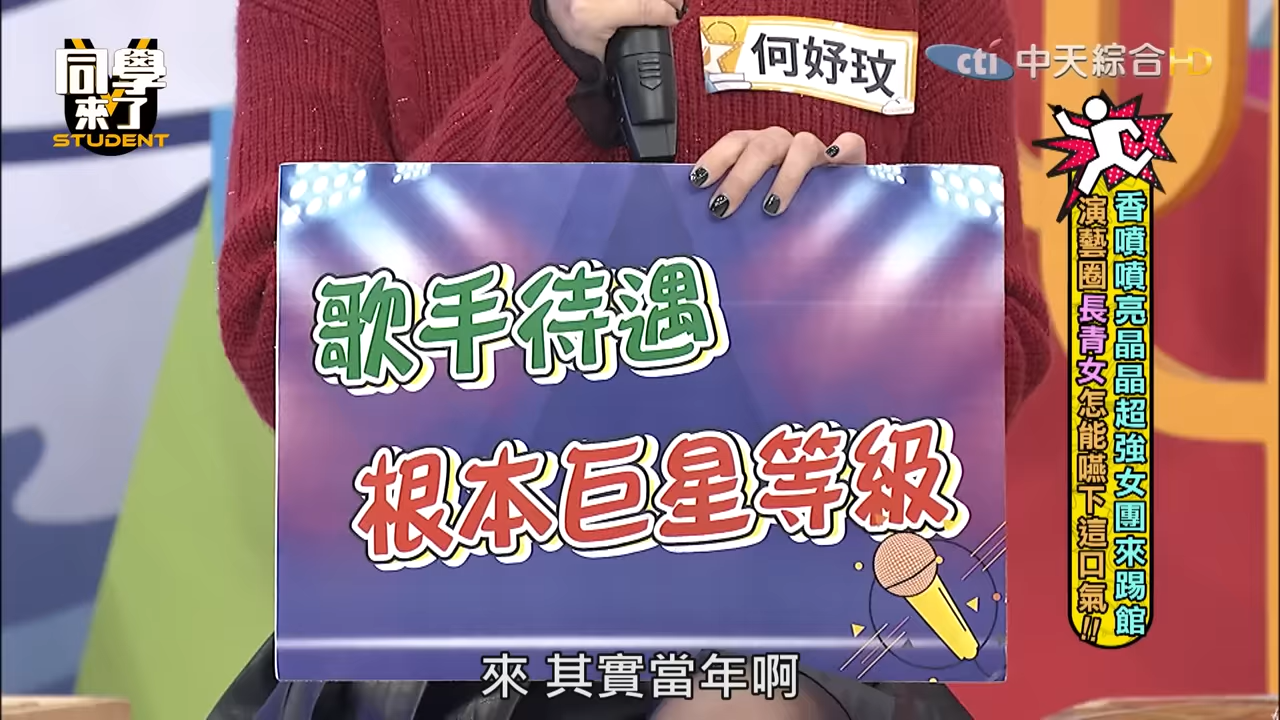 同學
來了
STUDENT
何妤玟
cti 中天綜合HD
香噴噴亮晶晶超強女團來踢館
演藝圈長青女怎能嚥下這口氣!!
歌手待遇
根本巨星等級
來 其實當年啊